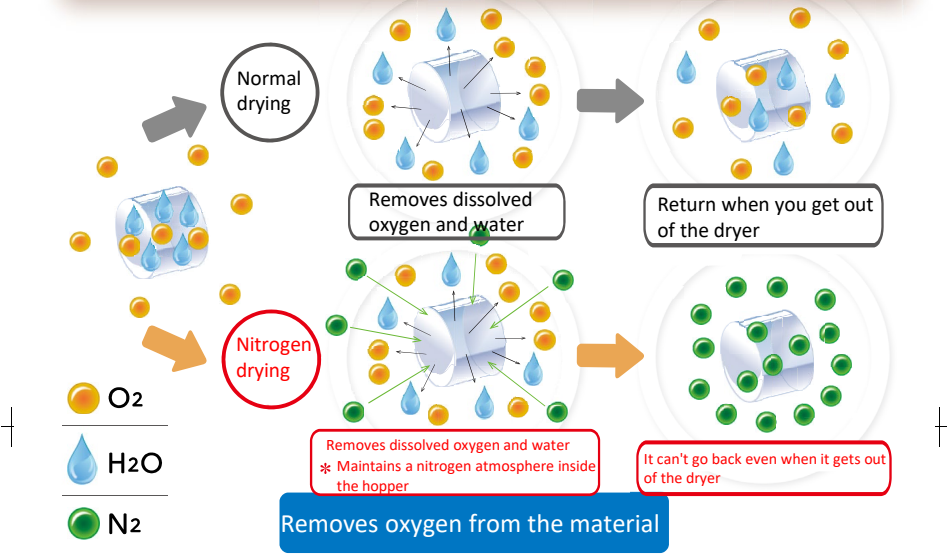 Normal
drying
Removes dissolved
oxygen and water
Return when you get out
of the dryer
Nitrogen
drying
O2
H2O
N2
Removes dissolved oxygen and water
* Maintains a nitrogen atmosphere inside
the hopper
It can't go back even when it gets out
of the dryer
Removes oxygen from the material